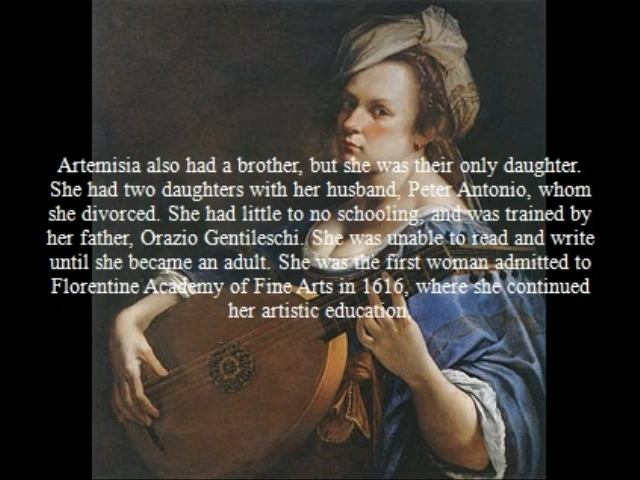 Artemisia also had a brother, but she was their only daughter.
She had two daughters with her husband, Peter Antonio, whom
she divorced. She had little to no schooling, and was trained by
her father, Orazio Gentileschi. She was unable to read and write
until she became an adult. She was the first woman admitted to
Florentine Academy of Fine Arts in 1616, where she continued
her artistic education.